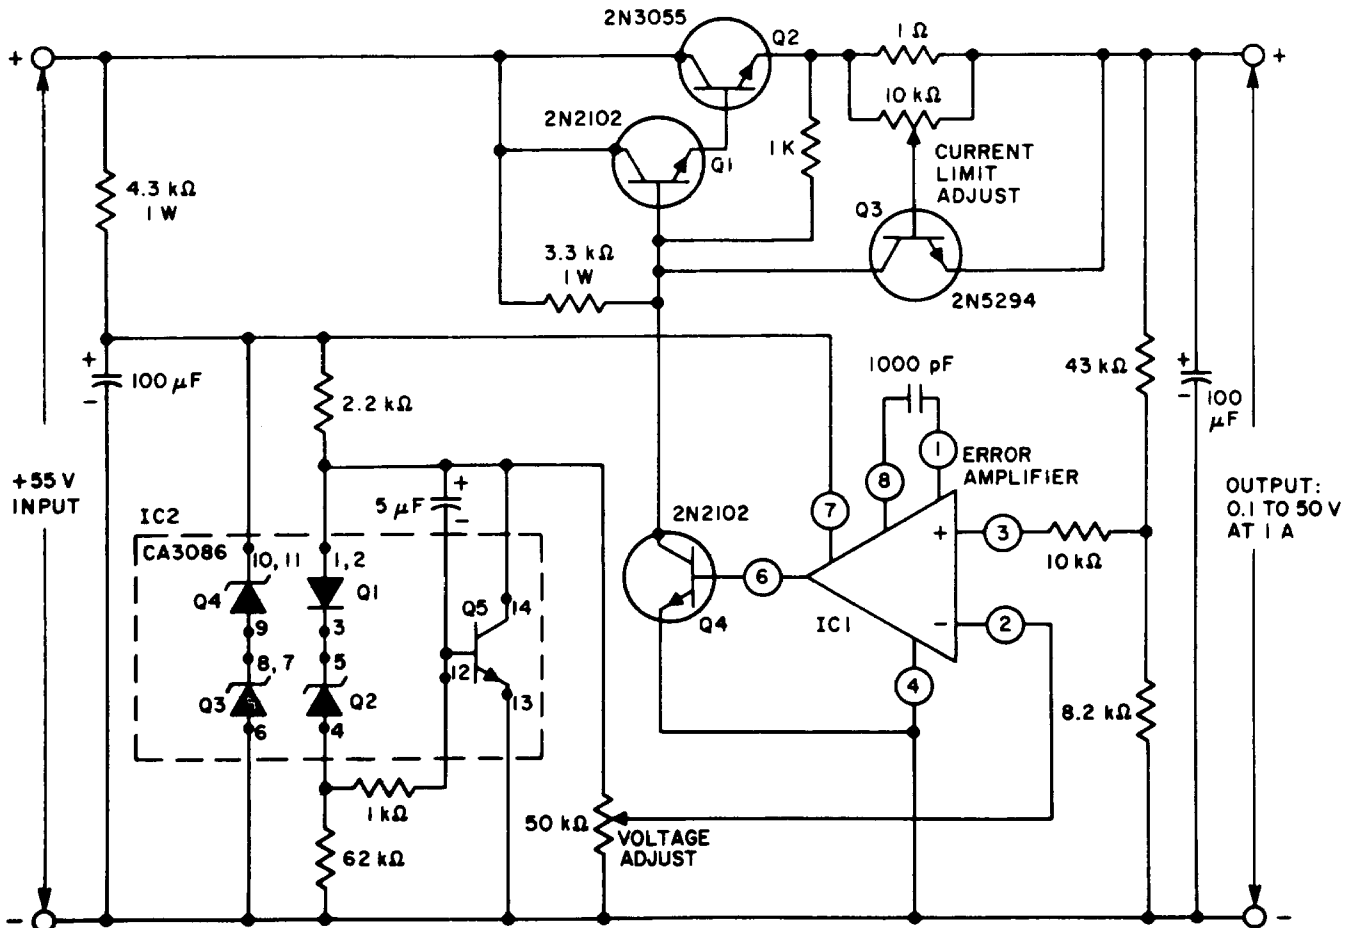 2N3055
Q2
1 Ω
+
+
10 kΩ
2N2102
Q1
1 K
CURRENT
LIMIT
ADJUST
4.3 kΩ
1 W
Q3
3.3 kΩ
1 W
2N5294
+
100 μF
-
1000 pF
43 kΩ
+
100
μF
-
2.2 kΩ
1
ERROR
AMPLIFIER
8
+55 V
INPUT
5 μF
+
-
OUTPUT:
0.1 TO 50 V
AT 1 A
IC2
CA3086
2N2102
7
+
3
10 kΩ
10, 11
1, 2
Q4
Q1
14
Q5
6
9
3
IC1
-
2
Q4
8, 7
5
12
Q3
Q2
13
4
8.2 kΩ
6
4
1 kΩ
50 kΩ
VOLTAGE
ADJUST
62 kΩ
-
-